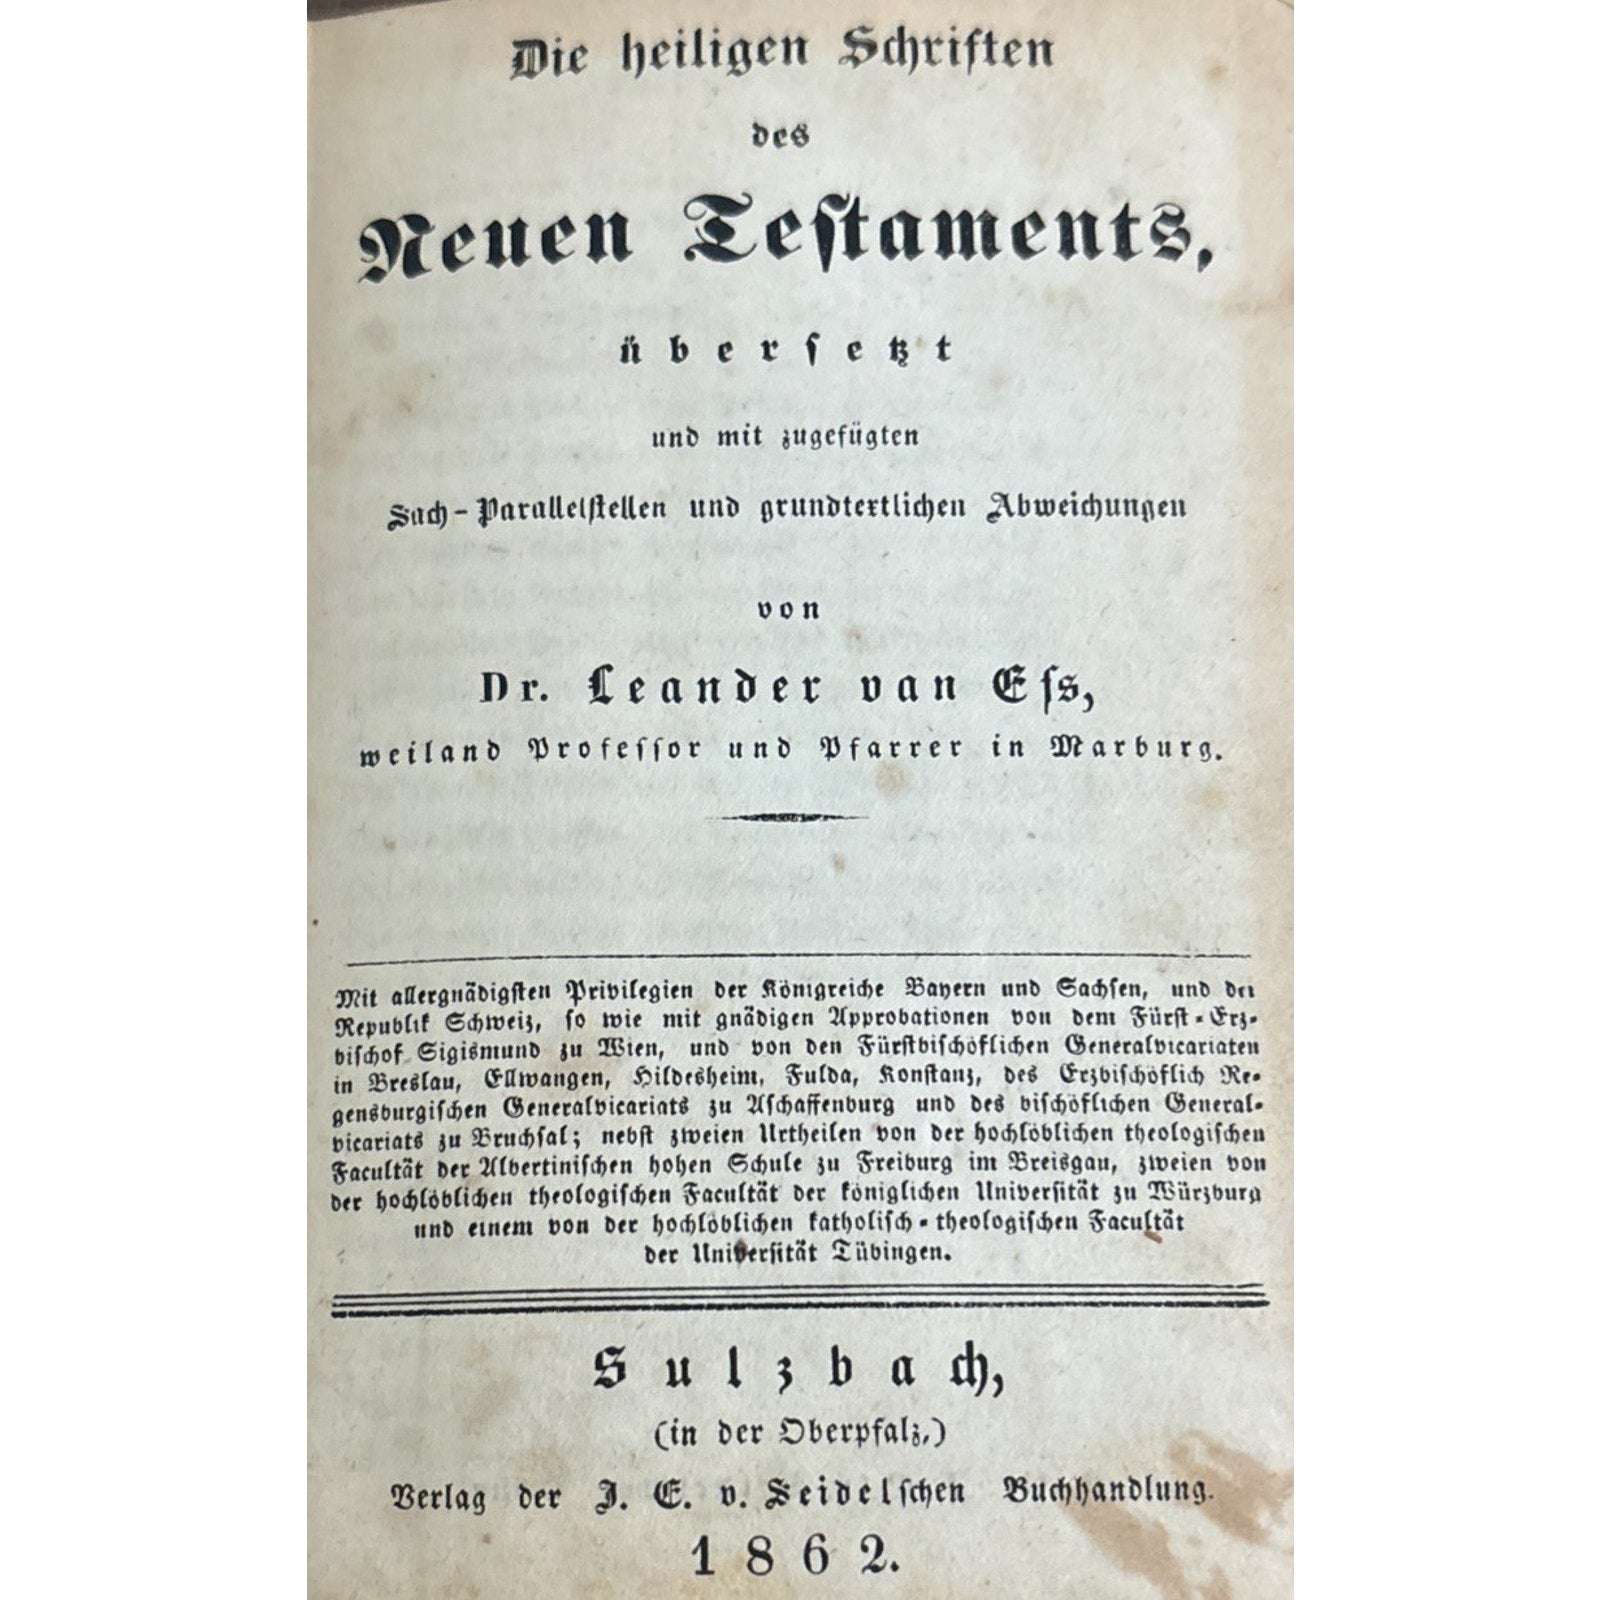 Die heiligen Schriften
des
Neuen Testaments,
übersetzt
und mit zugefügten
Sach-Parallelstellen und grundtextlichen Abweichungen
von
Dr. Leander van Eß,
weiland Professor und Pfarrer in Marburg.
Mit allergnädigsten Privilegien der Königreiche Bayern und Sachsen, und der
Republik Schweiz, so wie mit gnädigen Approbationen von dem Fürst-Erz-
bischof Sigismund zu Wien, und von den Fürstbischöflichen Generalvicariaten
in Breslau, Ellwangen, Hildesheim, Fulda, Konstanz, des Erzbischöflich Re-
gensburgischen Generalvicariats zu Aschaffenburg und des bischöflichen General-
vicariats zu Bruchsal; nebst zweien Urtheilen von der hochlöblichen theologischen
Facultät der Albertinischen hohen Schule zu Freiburg im Breisgau, zweien von
der hochlöblichen theologischen Facultät der königlichen Universität zu Würzburg
und einem von der hochlöblichen katholisch-theologischen Facultät
der Universität Tübingen.
Sulzbach,
(in der Oberpfalz,)
Verlag der J. E. v. Seidelschen Buchhandlung.
1862.